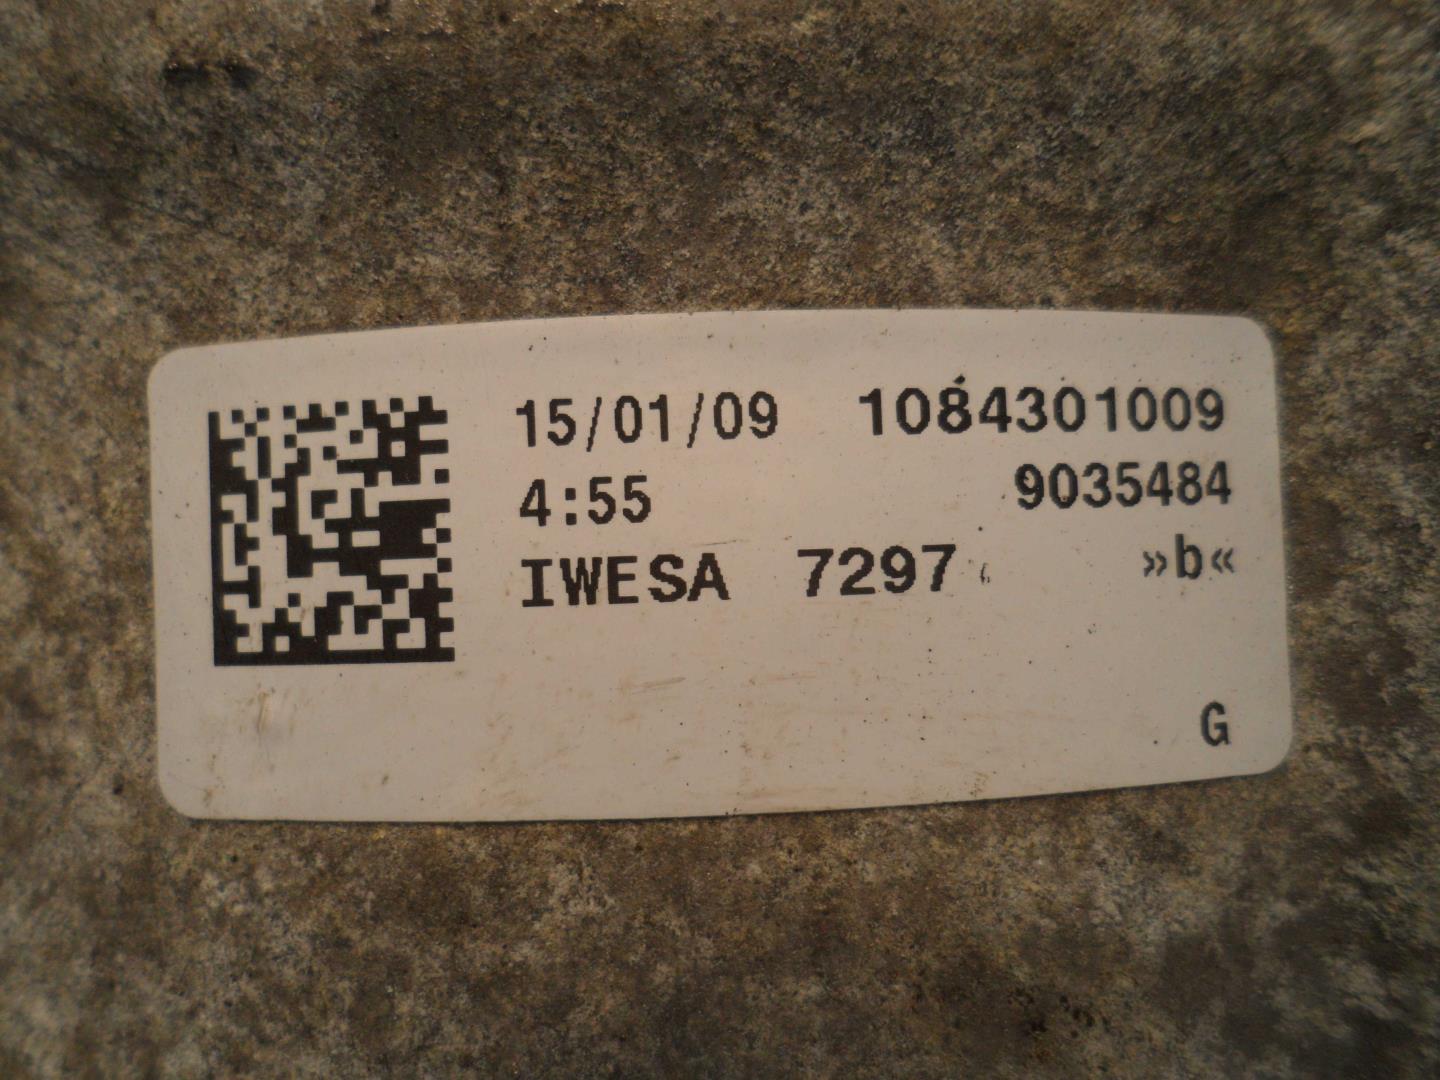 15/01/09 1084301009
4:55 9035484
IWESA 7297 »b«
G